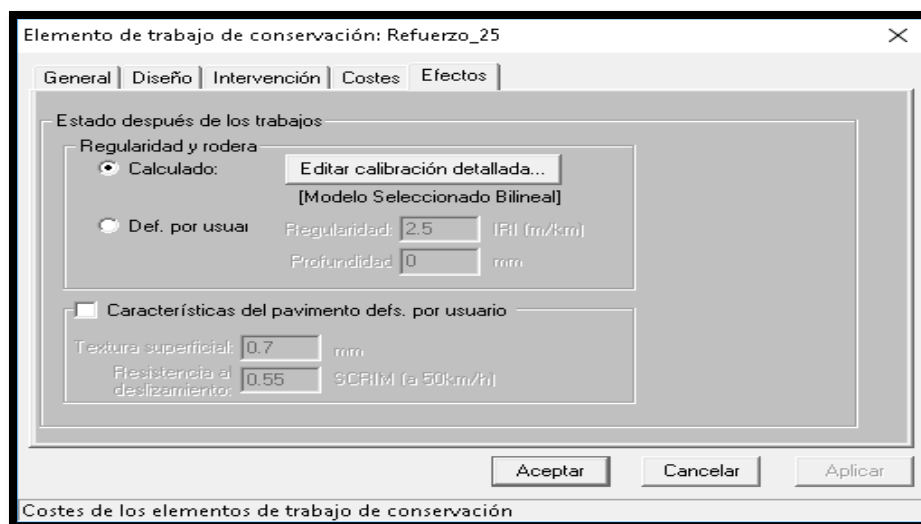 Elemento de trabajo de conservación: Refuerzo_25
General Diseño Intervención Costes Efectos
Estado después de los trabajos
Regularidad y rodera
Calculado: Editar calibración detallada...
[Modelo Seleccionado Bilineal]
Def. por usuai Regularidad: 2.5 IRI (m/km)
Profundidad 0 mm
Características del pavimento defs. por usuario
Textura superficial: 0.7 mm
Resistencia al
deslizamiento: 0.55 SCRIM (a 50km/h)
Aceptar Cancelar Aplicar
Costes de los elementos de trabajo de conservación